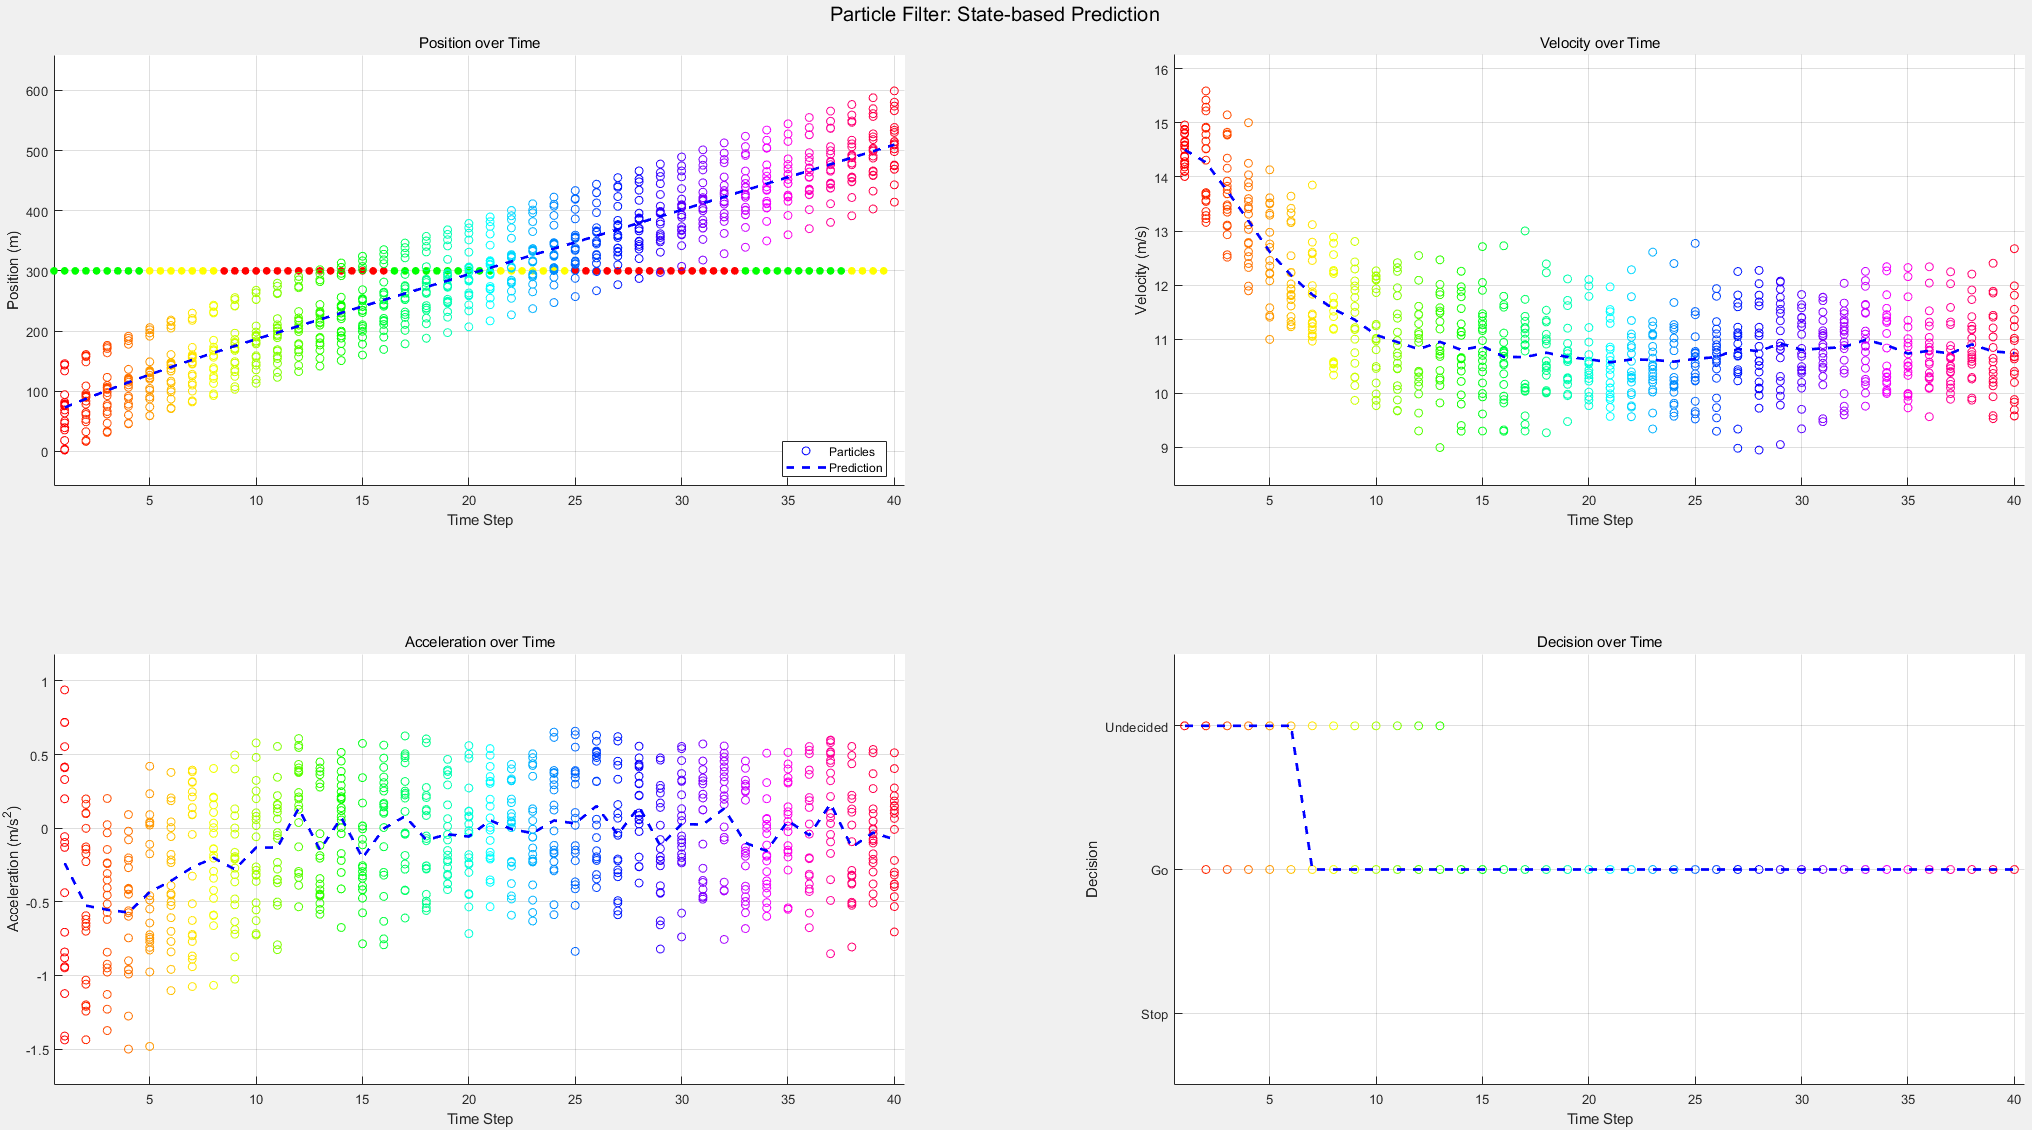 Particle Filter: State-based Prediction
Position over Time
600
500
400
300
200
100
0
Position (m)
5 10 15 20 25 30 35 40
Time Step
Particles
Prediction
Velocity over Time
16
15
14
13
12
11
10
9
Velocity (m/s)
5 10 15 20 25 30 35 40
Time Step
Acceleration over Time
1
0.5
0
-0.5
-1
-1.5
Acceleration (m/s²)
5 10 15 20 25 30 35 40
Time Step
Decision over Time
Undecided
Go
Stop
Decision
5 10 15 20 25 30 35 40
Time Step